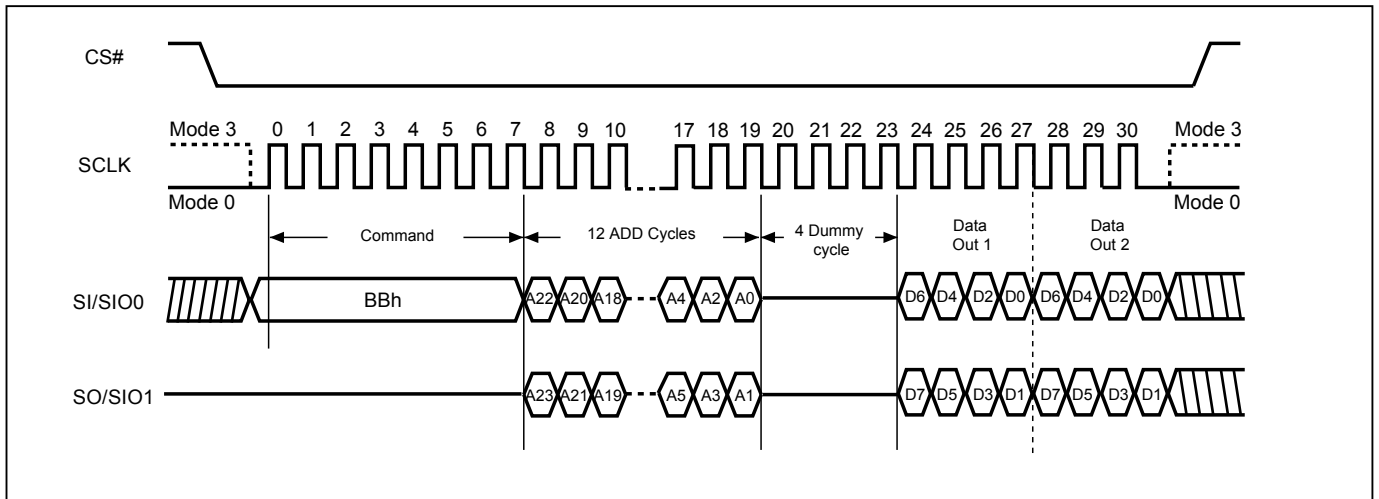 CS#
Mode 3 0 1 2 3 4 5 6 7 8 9 10 17 18 19 20 21 22 23 24 25 26 27 28 29 30 Mode 3
SCLK
Mode 0 Mode 0
Command 12 ADD Cycles 4 Dummy cycle Data Out 1 Data Out 2
SI/SIO0 BBh A22 A20 A18 A4 A2 A0 D6 D4 D2 D0 D6 D4 D2 D0
SO/SIO1 A23 A21 A19 A5 A3 A1 D7 D5 D3 D1 D7 D5 D3 D1